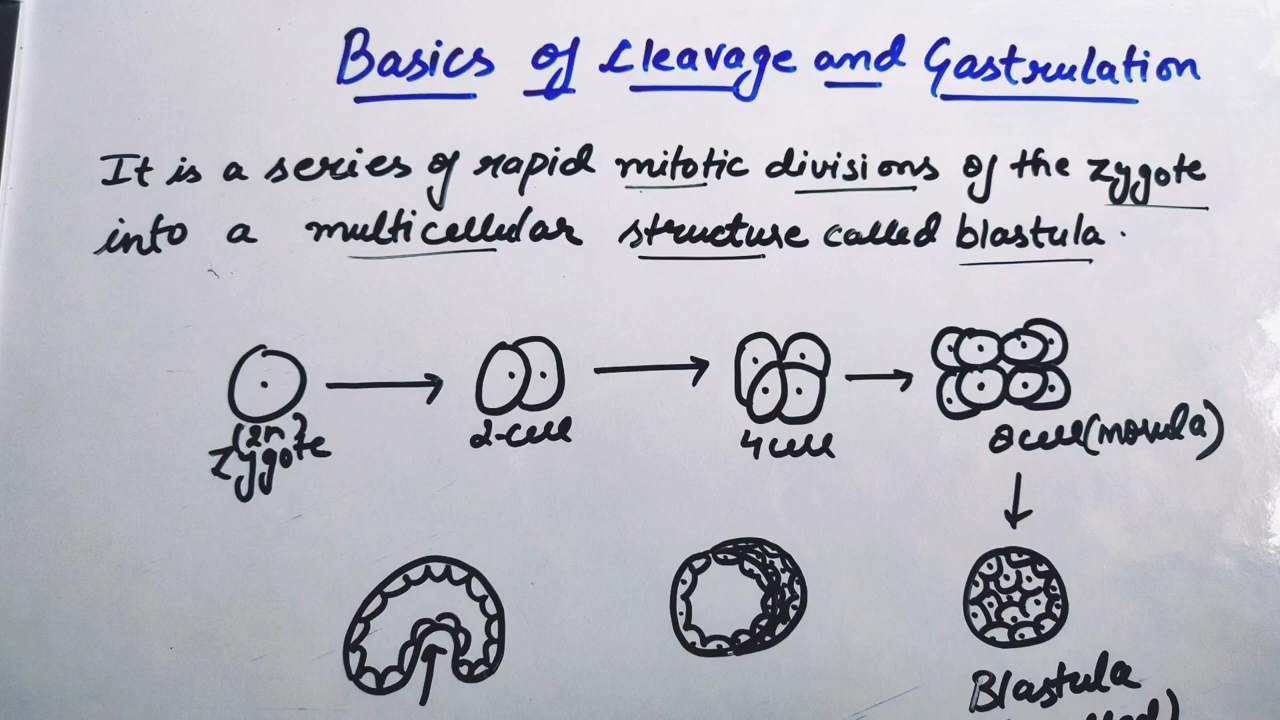 Basics of Cleavage and Gastrulation
It is a series of rapid mitotic divisions of the zygote
into a multicellular structure called blastula.
(2n)
Zygote
2-cell
4 cell
8 cell (morula)
Blastula